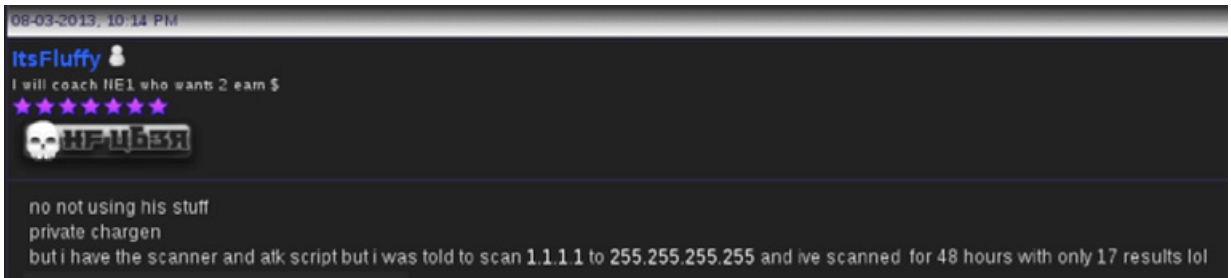 08-03-2013, 10:14 PM
ItsFluffy
I will coach NE1 who wants 2 earn $
HF-ЦБЗЯ
no not using his stuff
private chargen
but i have the scanner and atk script but i was told to scan 1.1.1.1 to 255.255.255.255 and ive scanned for 48 hours with only 17 results lol